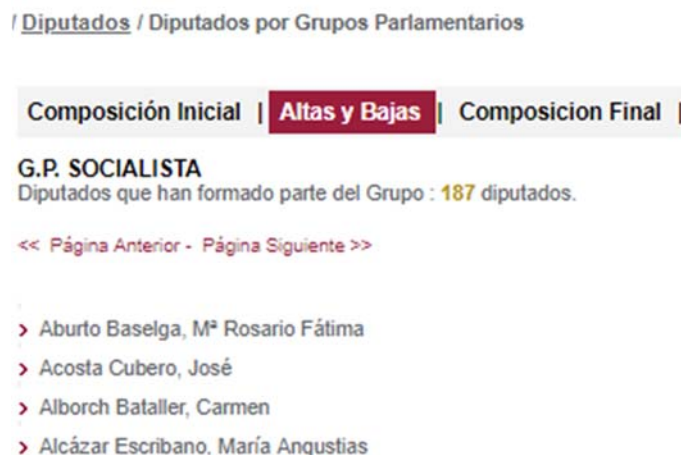 / Diputados / Diputados por Grupos Parlamentarios
Composición Inicial | Altas y Bajas | Composicion Final |
G.P. SOCIALISTA
Diputados que han formado parte del Grupo : 187 diputados.
<< Página Anterior - Página Siguiente >>
> Aburto Baselga, Mª Rosario Fátima
> Acosta Cubero, José
> Alborch Bataller, Carmen
> Alcázar Escribano, María Angustias